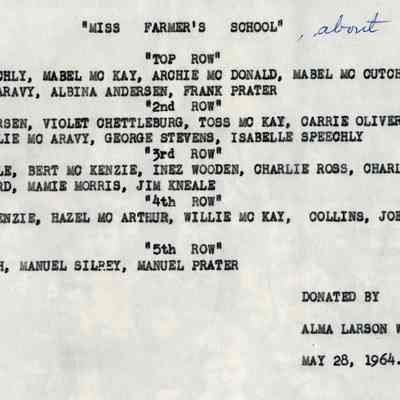 "MISS FARMER'S SCHOOL" , about
"TOP ROW"
CHLY, MABEL MC KAY, ARCHIE MC DONALD, MABEL MC CUTCH
ARAVY, ALBINA ANDERSEN, FRANK PRATER
"2nd ROW"
RSEN, VIOLET CHETTLEBURG, TOSS MC KAY, CARRIE OLIVER
LIE MC ARAVY, GEORGE STEVENS, ISABELLE SPEECHLY
"3rd ROW"
LE, BERT MC KENZIE, INEZ WOODEN, CHARLIE ROSS, CHARL
RD, MAMIE MORRIS, JIM KNEALE
"4th ROW"
ENZIE, HAZEL MC ARTHUR, WILLIE MC KAY, COLLINS, JOE
"5th ROW"
H, MANUEL SILREY, MANUEL PRATER
DONATED BY
ALMA LARSON W
MAY 28, 1964.